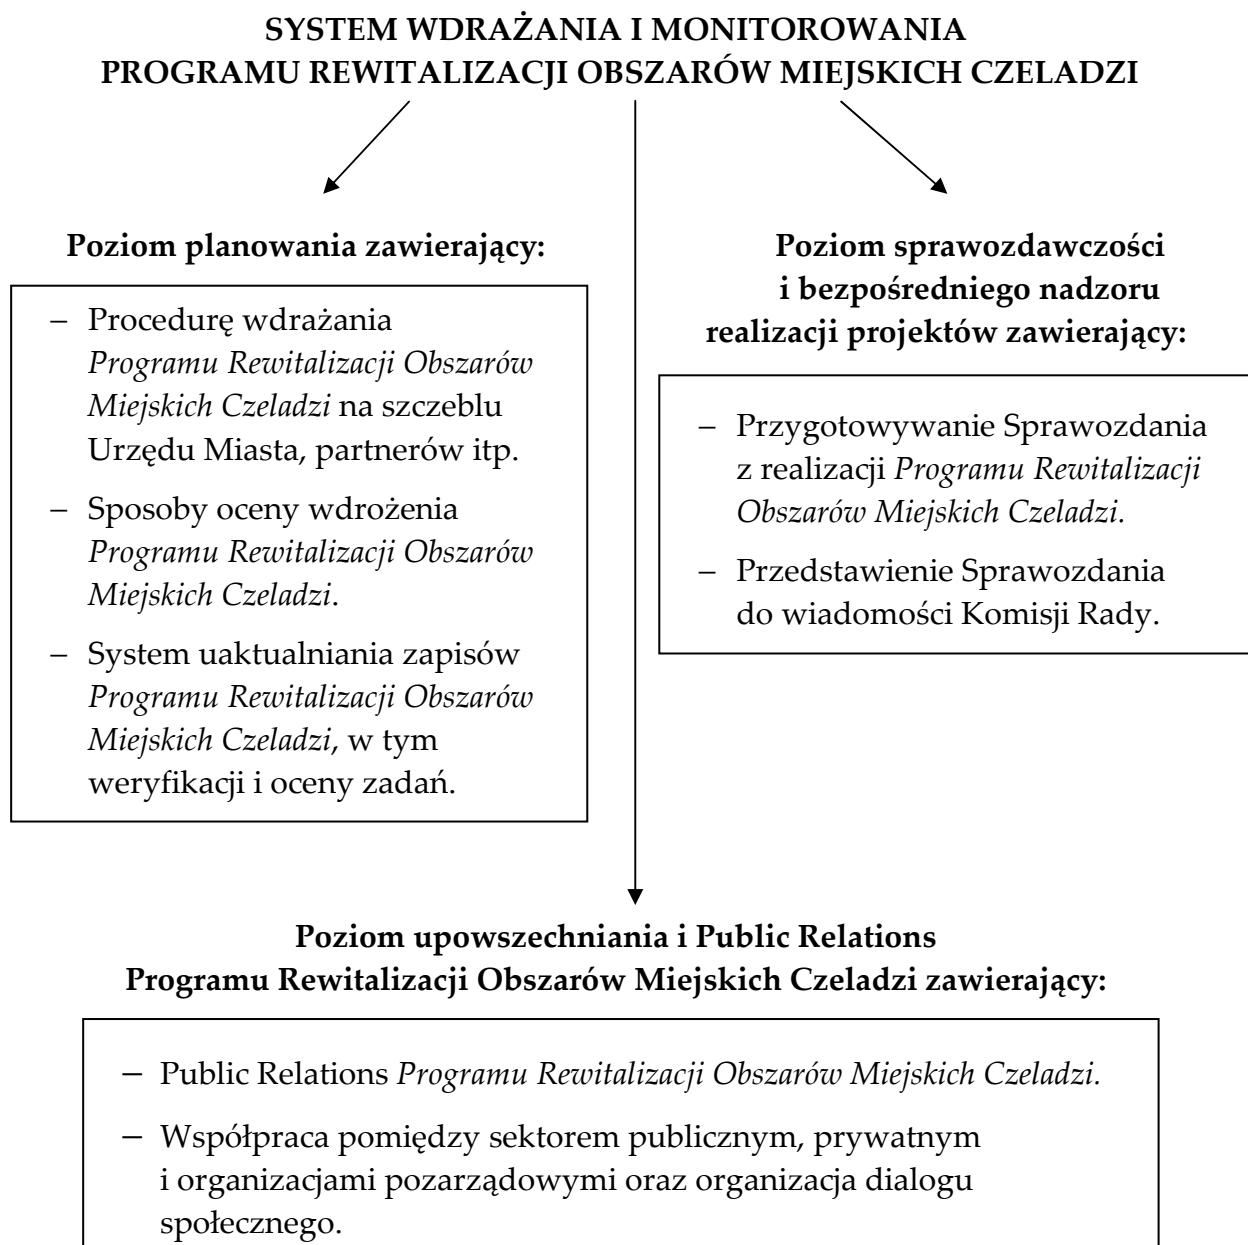 SYSTEM WDRAŻANIA I MONITOROWANIA
PROGRAMU REWITALIZACJI OBSZARÓW MIEJSKICH CZELADZI
Poziom planowania zawierający:
– Procedurę wdrażania
Programu Rewitalizacji Obszarów
Miejskich Czeladzi na szczeblu
Urzędu Miasta, partnerów itp.
– Sposoby oceny wdrożenia
Programu Rewitalizacji Obszarów
Miejskich Czeladzi.
– System uaktualniania zapisów
Programu Rewitalizacji Obszarów
Miejskich Czeladzi, w tym
weryfikacji i oceny zadań.
Poziom sprawozdawczości
i bezpośredniego nadzoru
realizacji projektów zawierający:
– Przygotowywanie Sprawozdania
z realizacji Programu Rewitalizacji
Obszarów Miejskich Czeladzi.
– Przedstawienie Sprawozdania
do wiadomości Komisji Rady.
Poziom upowszechniania i Public Relations
Programu Rewitalizacji Obszarów Miejskich Czeladzi zawierający:
– Public Relations Programu Rewitalizacji Obszarów Miejskich Czeladzi.
– Współpraca pomiędzy sektorem publicznym, prywatnym
i organizacjami pozarządowymi oraz organizacja dialogu
społecznego.